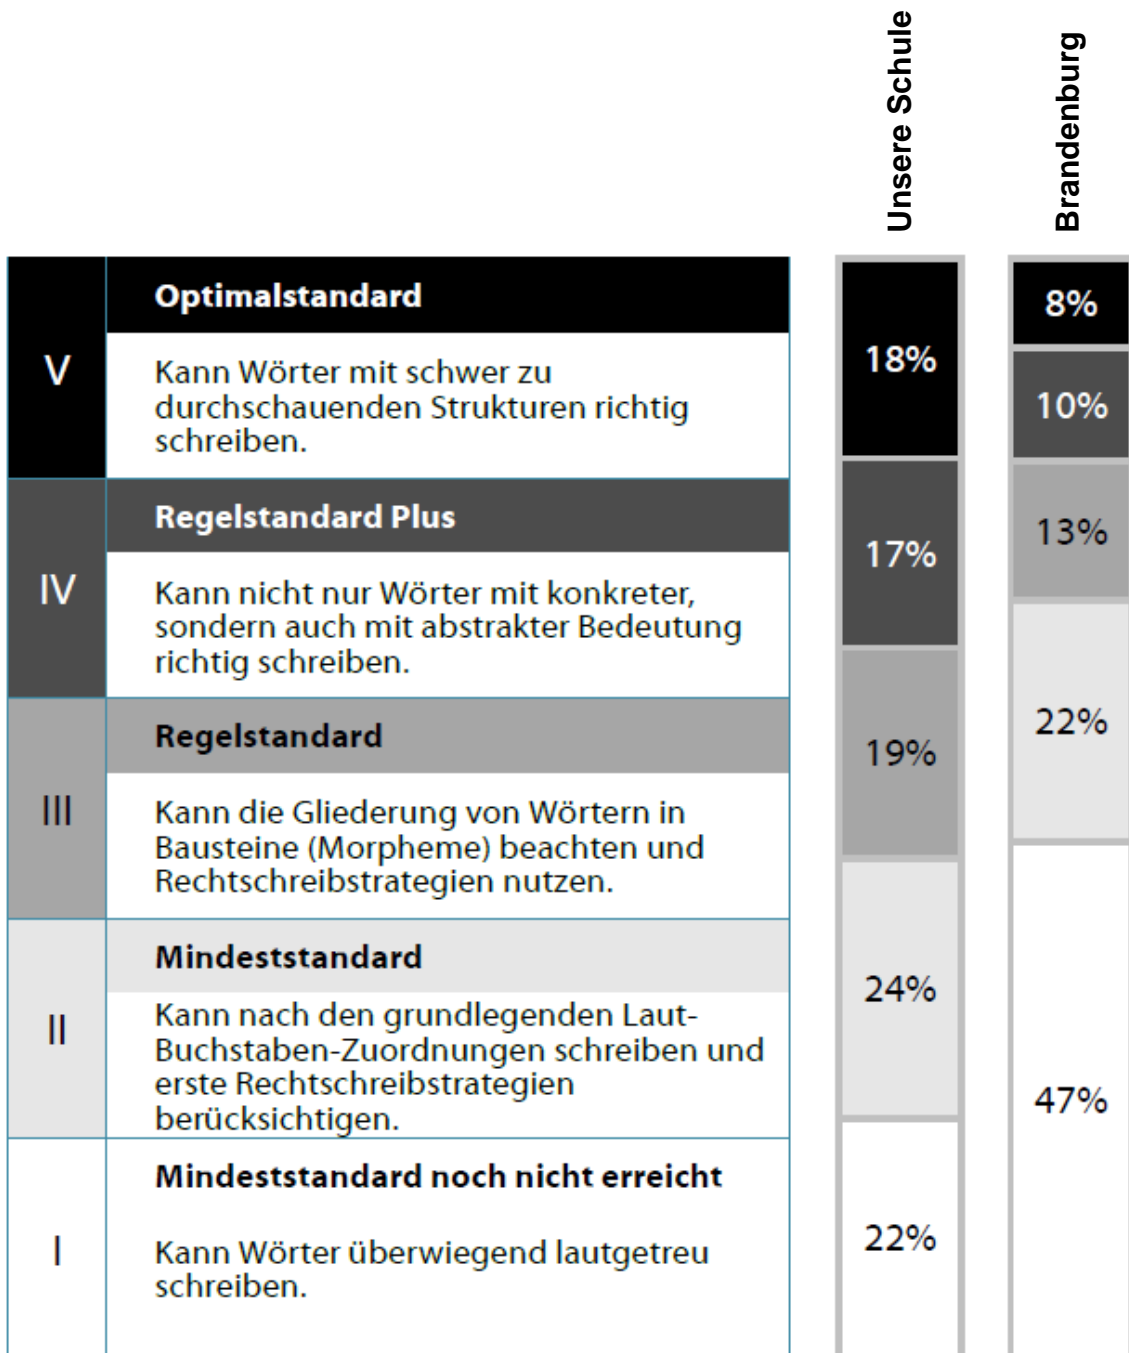 Unsere Schule
Brandenburg
V
Optimalstandard
Kann Wörter mit schwer zu
durchschauenden Strukturen richtig
schreiben.
18%
8%
10%
IV
Regelstandard Plus
Kann nicht nur Wörter mit konkreter,
sondern auch mit abstrakter Bedeutung
richtig schreiben.
17%
13%
III
Regelstandard
Kann die Gliederung von Wörtern in
Bausteine (Morpheme) beachten und
Rechtschreibstrategien nutzen.
19%
22%
II
Mindeststandard
Kann nach den grundlegenden Laut-
Buchstaben-Zuordnungen schreiben und
erste Rechtschreibstrategien
berücksichtigen.
24%
47%
I
Mindeststandard noch nicht erreicht
Kann Wörter überwiegend lautgetreu
schreiben.
22%